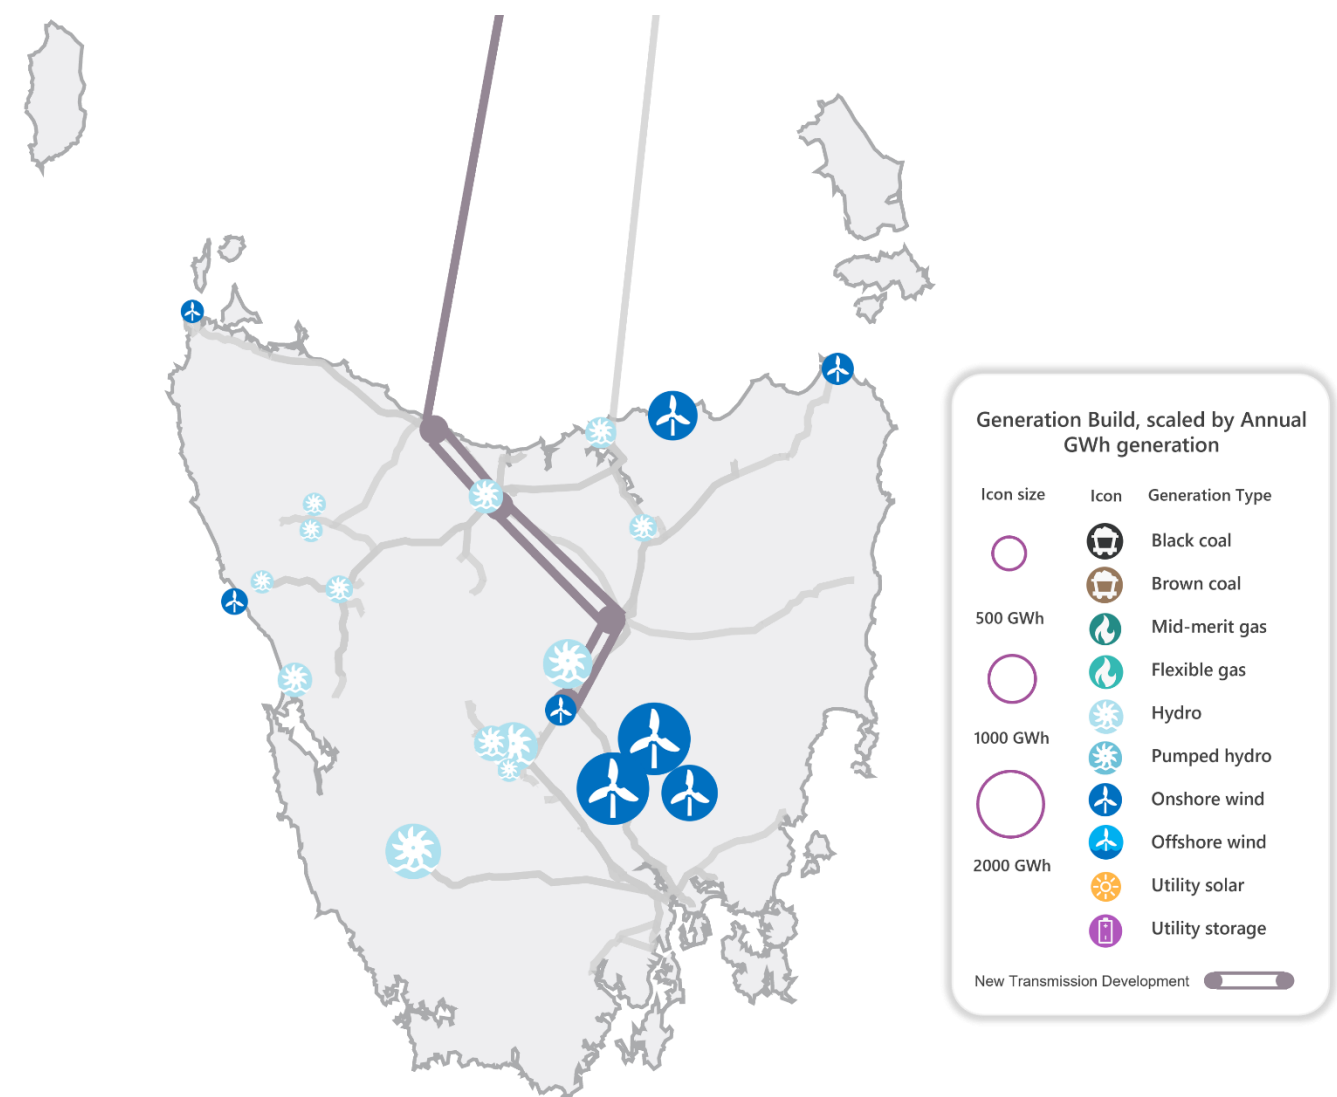 Generation Build, scaled by Annual
GWh generation
Icon size
Icon
Generation Type
500 GWh
1000 GWh
2000 GWh
Black coal
Brown coal
Mid-merit gas
Flexible gas
Hydro
Pumped hydro
Onshore wind
Offshore wind
Utility solar
Utility storage
New Transmission Development